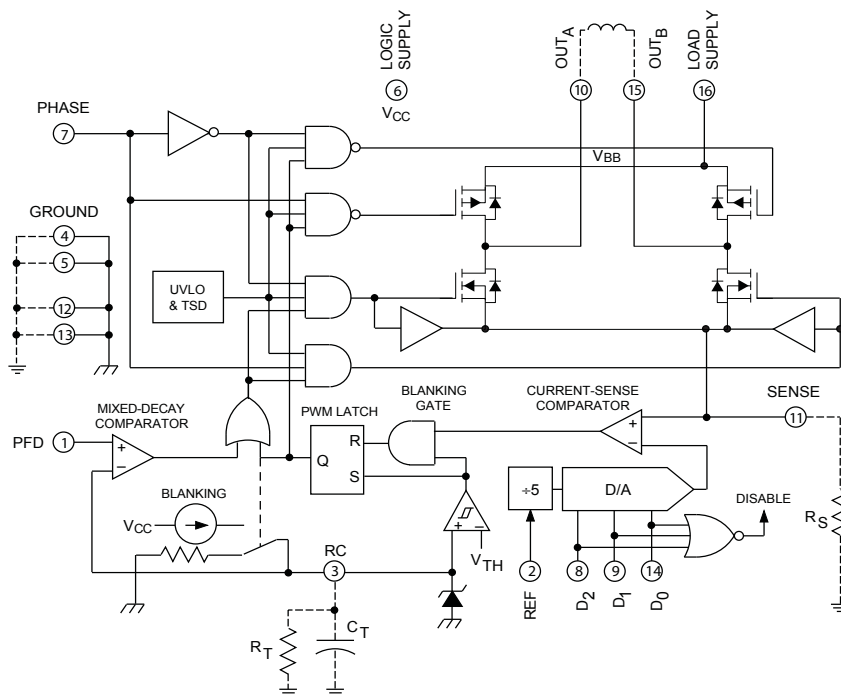 LOGIC
SUPPLY
6
VCC
OUTA
10
OUTB
15
LOAD
SUPPLY
16
PHASE
7
VBB
GROUND
4
5
12
13
UVLO
& TSD
MIXED-DECAY
COMPARATOR
PFD
1
+
–
PWM LATCH
R
Q
S
BLANKING
GATE
CURRENT-SENSE
COMPARATOR
+
–
SENSE
11
BLANKING
VCC
RC
3
+
–
VTH
÷5
D/A
DISABLE
RS
2
REF
8
D2
9
D1
14
D0
RT
CT